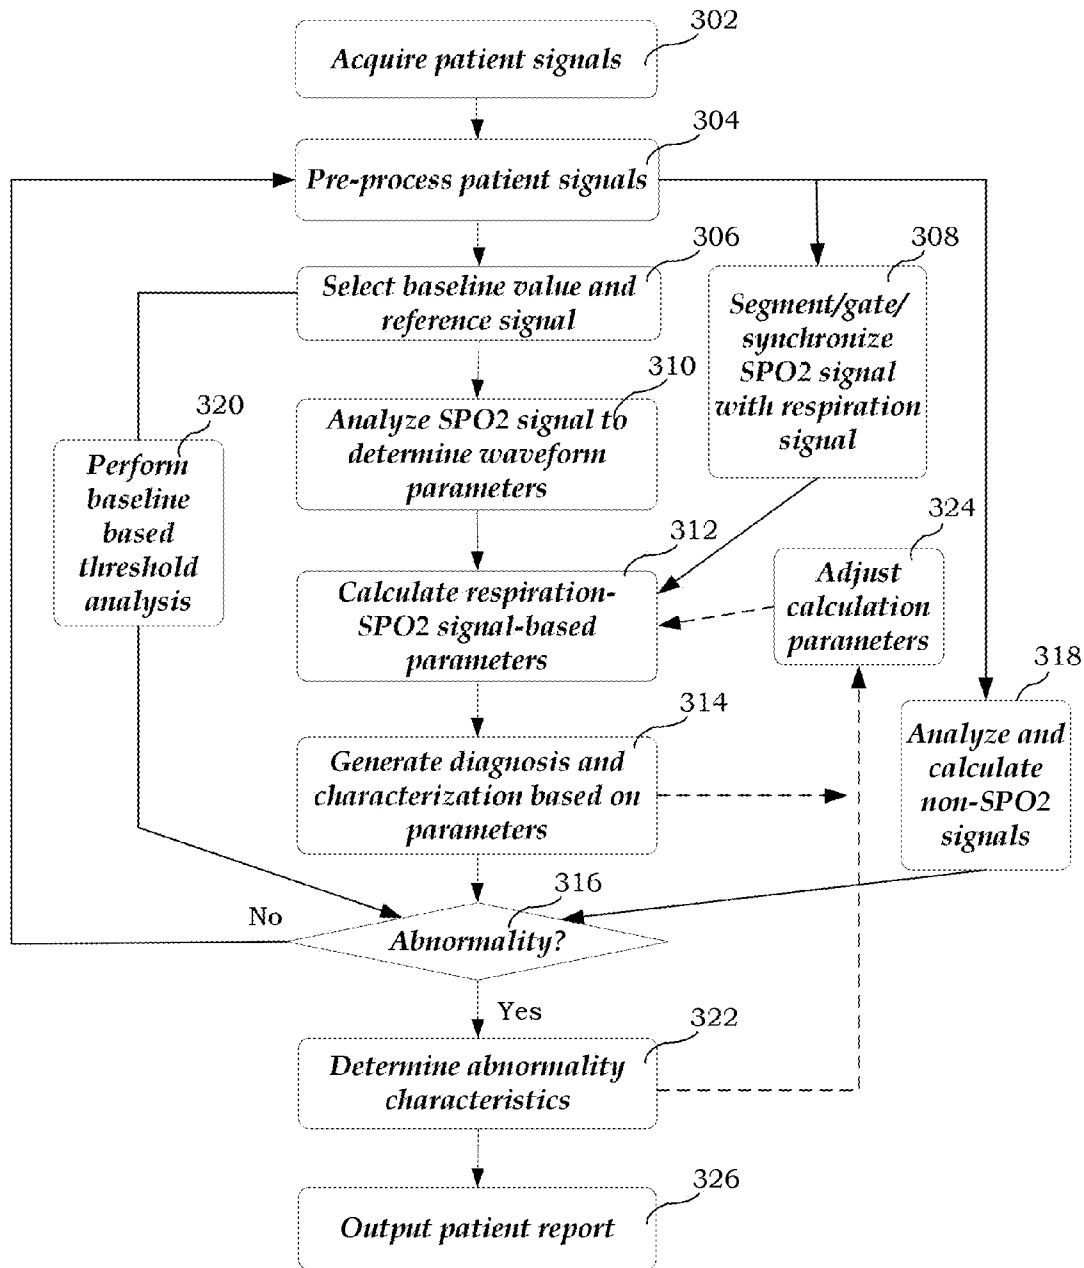 302
Acquire patient signals
304
Pre-process patient signals
306
Select baseline value and
reference signal
308
Segment/gate/
synchronize
SPO2 signal
with respiration
signal
310
Analyze SPO2 signal to
determine waveform
parameters
320
Perform
baseline
based
threshold
analysis
312
Calculate respiration-
SPO2 signal-based
parameters
324
Adjust
calculation
parameters
314
Generate diagnosis and
characterization based on
parameters
318
Analyze and
calculate
non-SPO2
signals
316
Abnormality?
No
Yes
322
Determine abnormality
characteristics
326
Output patient report